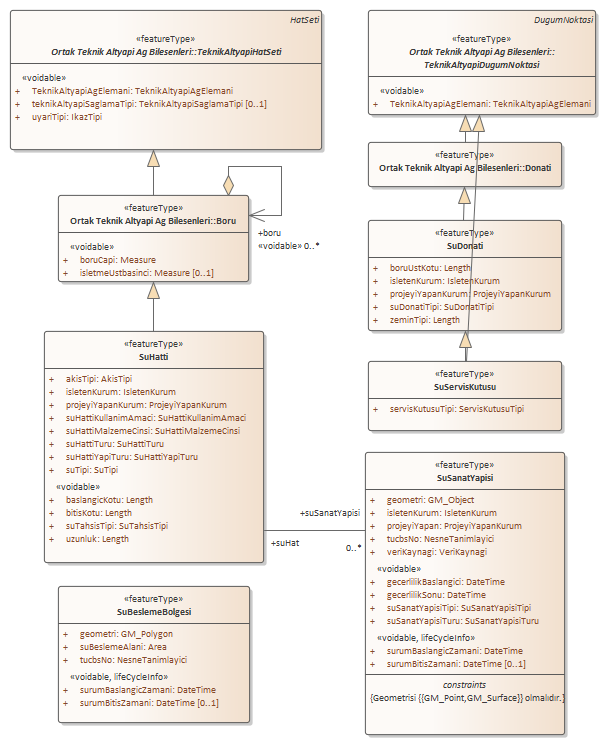 HatSeti
«featureType»
Ortak Teknik Altyapi Ag Bilesenleri::TeknikAltyapiHatSeti
«voidable»
+ TeknikAltyapiAgElemani: TeknikAltyapiAgElemani
+ teknikAltyapiSaglamaTipi: TeknikAltyapiSaglamaTipi [0..1]
+ uyariTipi: IkazTipi
DugumNoktasi
«featureType»
Ortak Teknik Altyapi Ag Bilesenleri::
TeknikAltyapiDugumNoktasi
«voidable»
+ TeknikAltyapiAgElemani: TeknikAltyapiAgElemani
«featureType»
Ortak Teknik Altyapi Ag Bilesenleri::Donati
«featureType»
Ortak Teknik Altyapi Ag Bilesenleri::Boru
«voidable»
+ boruCapi: Measure
+ isletmeUstbasinci: Measure [0..1]
+boru
«voidable» 0..*
«featureType»
SuDonati
+ boruUstKotu: Length
+ isletenKurum: IsletenKurum
+ projeyiYapanKurum: ProjeyiYapanKurum
+ suDonatiTipi: SuDonatiTipi
+ zeminTipi: Length
«featureType»
SuHatti
+ akisTipi: AkisTipi
+ isletenKurum: IsletenKurum
+ projeyiYapanKurum: ProjeyiYapanKurum
+ suHattiKullanimAmaci: SuHattiKullanimAmaci
+ suHattiMalzemeCinsi: SuHattiMalzemeCinsi
+ suHattiTuru: SuHattiTuru
+ suHattiYapiTuru: SuHattiYapiTuru
+ suTipi: SuTipi
«voidable»
+ baslangicKotu: Length
+ bitisKotu: Length
+ suTahsisTipi: SuTahsisTipi
+ uzunluk: Length
«featureType»
SuServisKutusu
+ servisKutusuTipi: ServisKutusuTipi
+suSanatYapisi
0..*
+suHat
«featureType»
SuSanatYapisi
+ geometri: GM_Object
+ isletenKurum: IsletenKurum
+ projeyiYapan: ProjeyiYapanKurum
+ tucbsNo: NesneTanimlayici
+ veriKaynagi: VeriKaynagi
«voidable»
+ gecerlilikBaslangici: DateTime
+ gecerlilikSonu: DateTime
+ suSanatYapisiTipi: SuSanatYapisiTipi
+ suSanatYapisiTuru: SuSanatYapisiTuru
«voidable, lifeCycleInfo»
+ surumBaslangicZamani: DateTime
+ surumBitisZamani: DateTime [0..1]
constraints
{Geometrisi {{GM_Point,GM_Surface}} olmalıdır.}
«featureType»
SuBeslemeBolgesi
+ geometri: GM_Polygon
+ suBeslemeAlani: Area
+ tucbsNo: NesneTanimlayici
«voidable, lifeCycleInfo»
+ surumBaslangicZamani: DateTime
+ surumBitisZamani: DateTime [0..1]